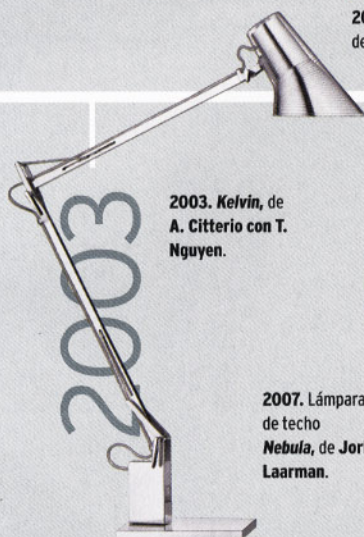 20
de
2003
2003. Kelvin, de
A. Citterio con T.
Nguyen.
2007. Lámpara
de techo
Nebula, de Jor
Laarman.